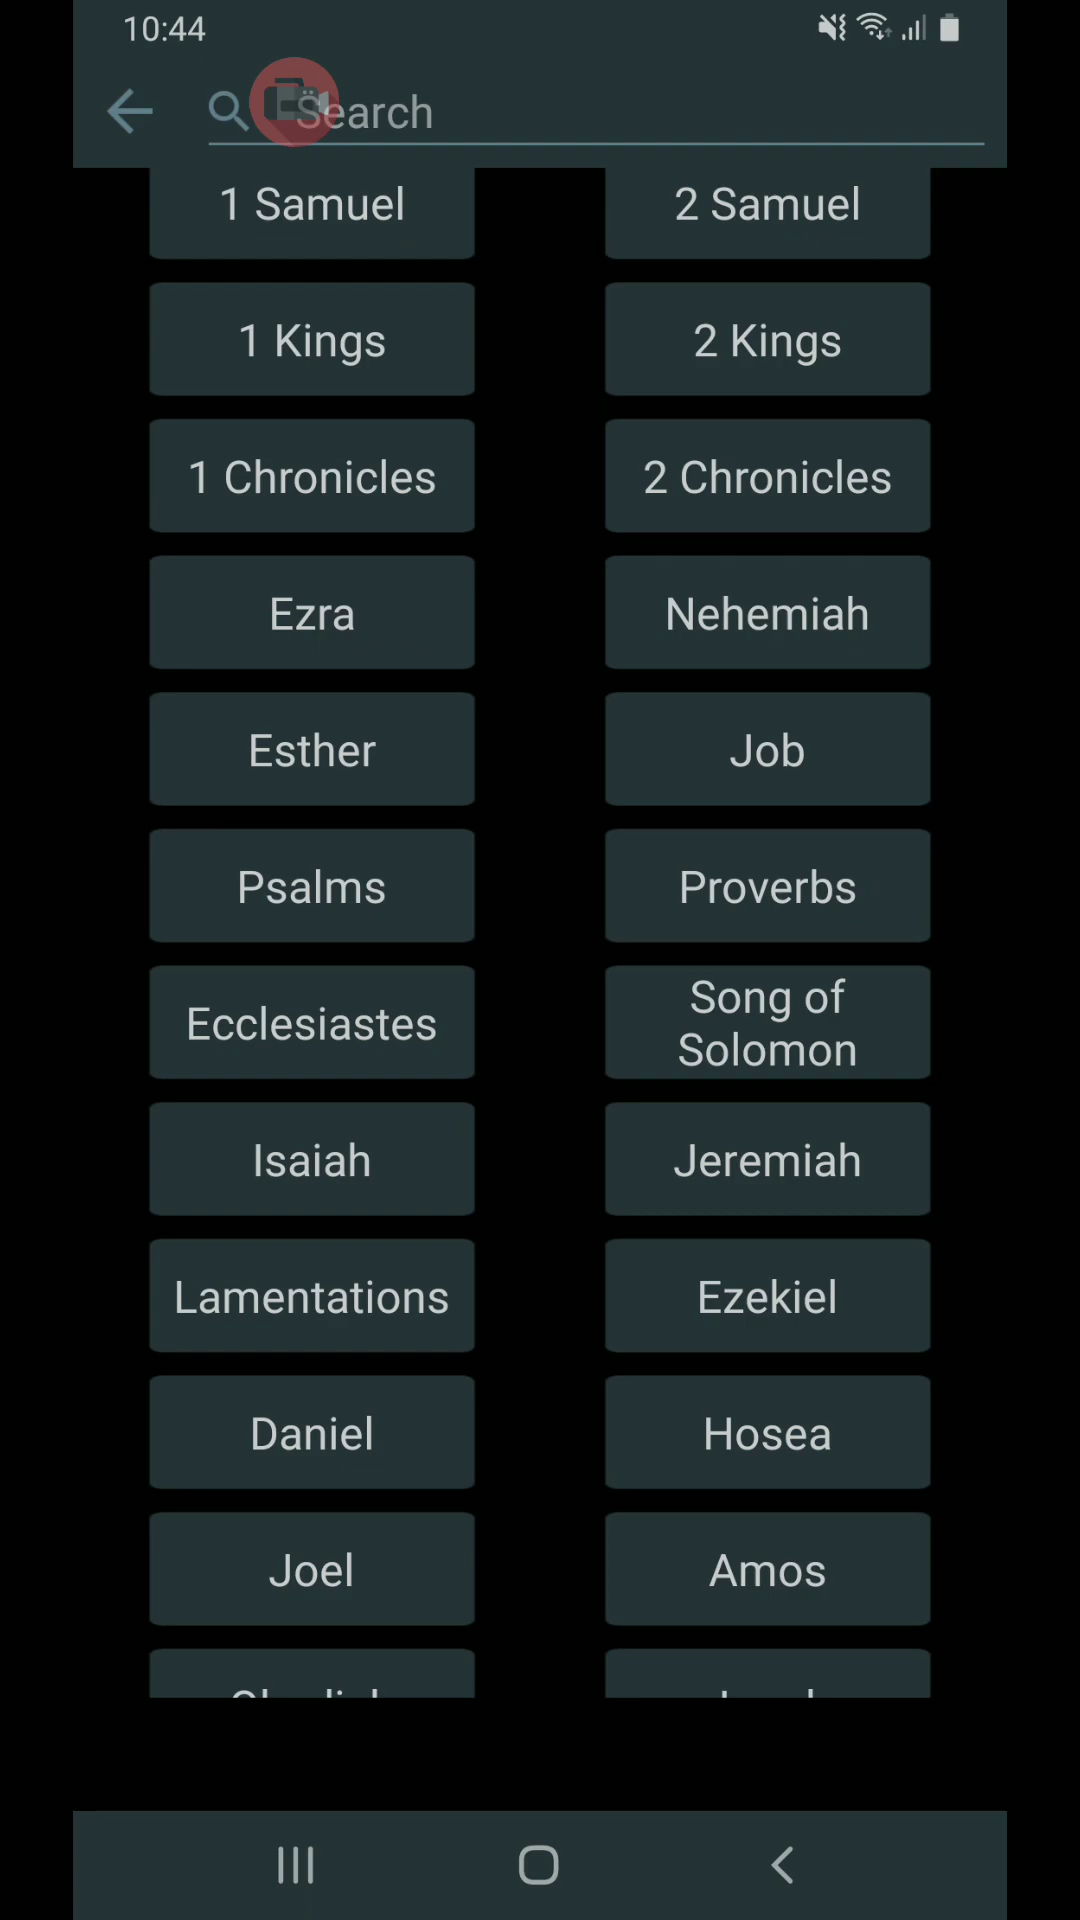 10:44
Search
1 Samuel
2 Samuel
1 Kings
2 Kings
1 Chronicles
2 Chronicles
Ezra
Nehemiah
Esther
Job
Psalms
Proverbs
Ecclesiastes
Song of
Solomon
Isaiah
Jeremiah
Lamentations
Ezekiel
Daniel
Hosea
Joel
Amos